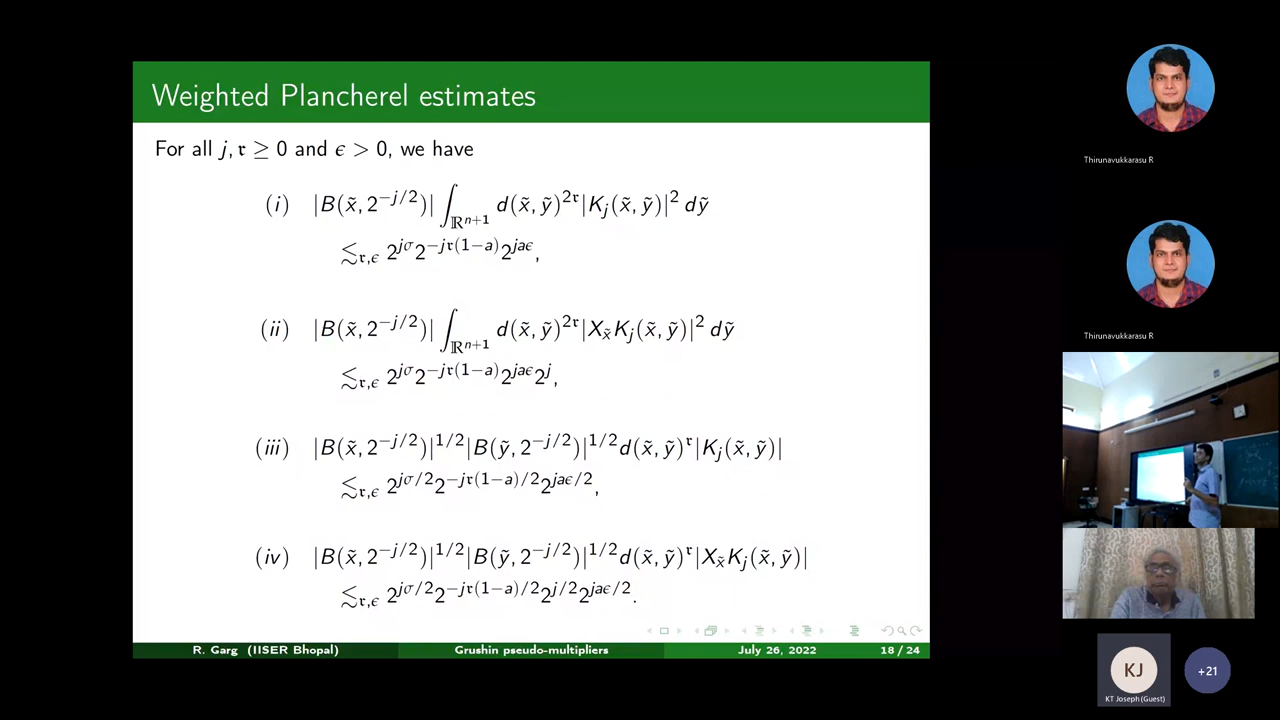 Weighted Plancherel estimates
For all j, 𝔯 ≥ 0 and ϵ > 0, we have
(i) |B(x̃, 2^{-j/2})| ∫_{ℝ^{n+1}} d(x̃, ỹ)^{2𝔯} |K_j(x̃, ỹ)|^2 dỹ
≲_{𝔯,ϵ} 2^{jσ} 2^{-j𝔯(1-a)} 2^{jaϵ},
(ii) |B(x̃, 2^{-j/2})| ∫_{ℝ^{n+1}} d(x̃, ỹ)^{2𝔯} |X_{x̃} K_j(x̃, ỹ)|^2 dỹ
≲_{𝔯,ϵ} 2^{jσ} 2^{-j𝔯(1-a)} 2^{jaϵ} 2^j,
(iii) |B(x̃, 2^{-j/2})|^{1/2} |B(ỹ, 2^{-j/2})|^{1/2} d(x̃, ỹ)^𝔯 |K_j(x̃, ỹ)|
≲_{𝔯,ϵ} 2^{jσ/2} 2^{-j𝔯(1-a)/2} 2^{jaϵ/2},
(iv) |B(x̃, 2^{-j/2})|^{1/2} |B(ỹ, 2^{-j/2})|^{1/2} d(x̃, ỹ)^𝔯 |X_{x̃} K_j(x̃, ỹ)|
≲_{𝔯,ϵ} 2^{jσ/2} 2^{-j𝔯(1-a)/2} 2^{j/2} 2^{jaϵ/2}.
R. Garg (IISER Bhopal) Grushin pseudo-multipliers July 26, 2022 18 / 24
Thirunavukkarasu R
Thirunavukkarasu R
KJ
KT Joseph (Guest)
+21